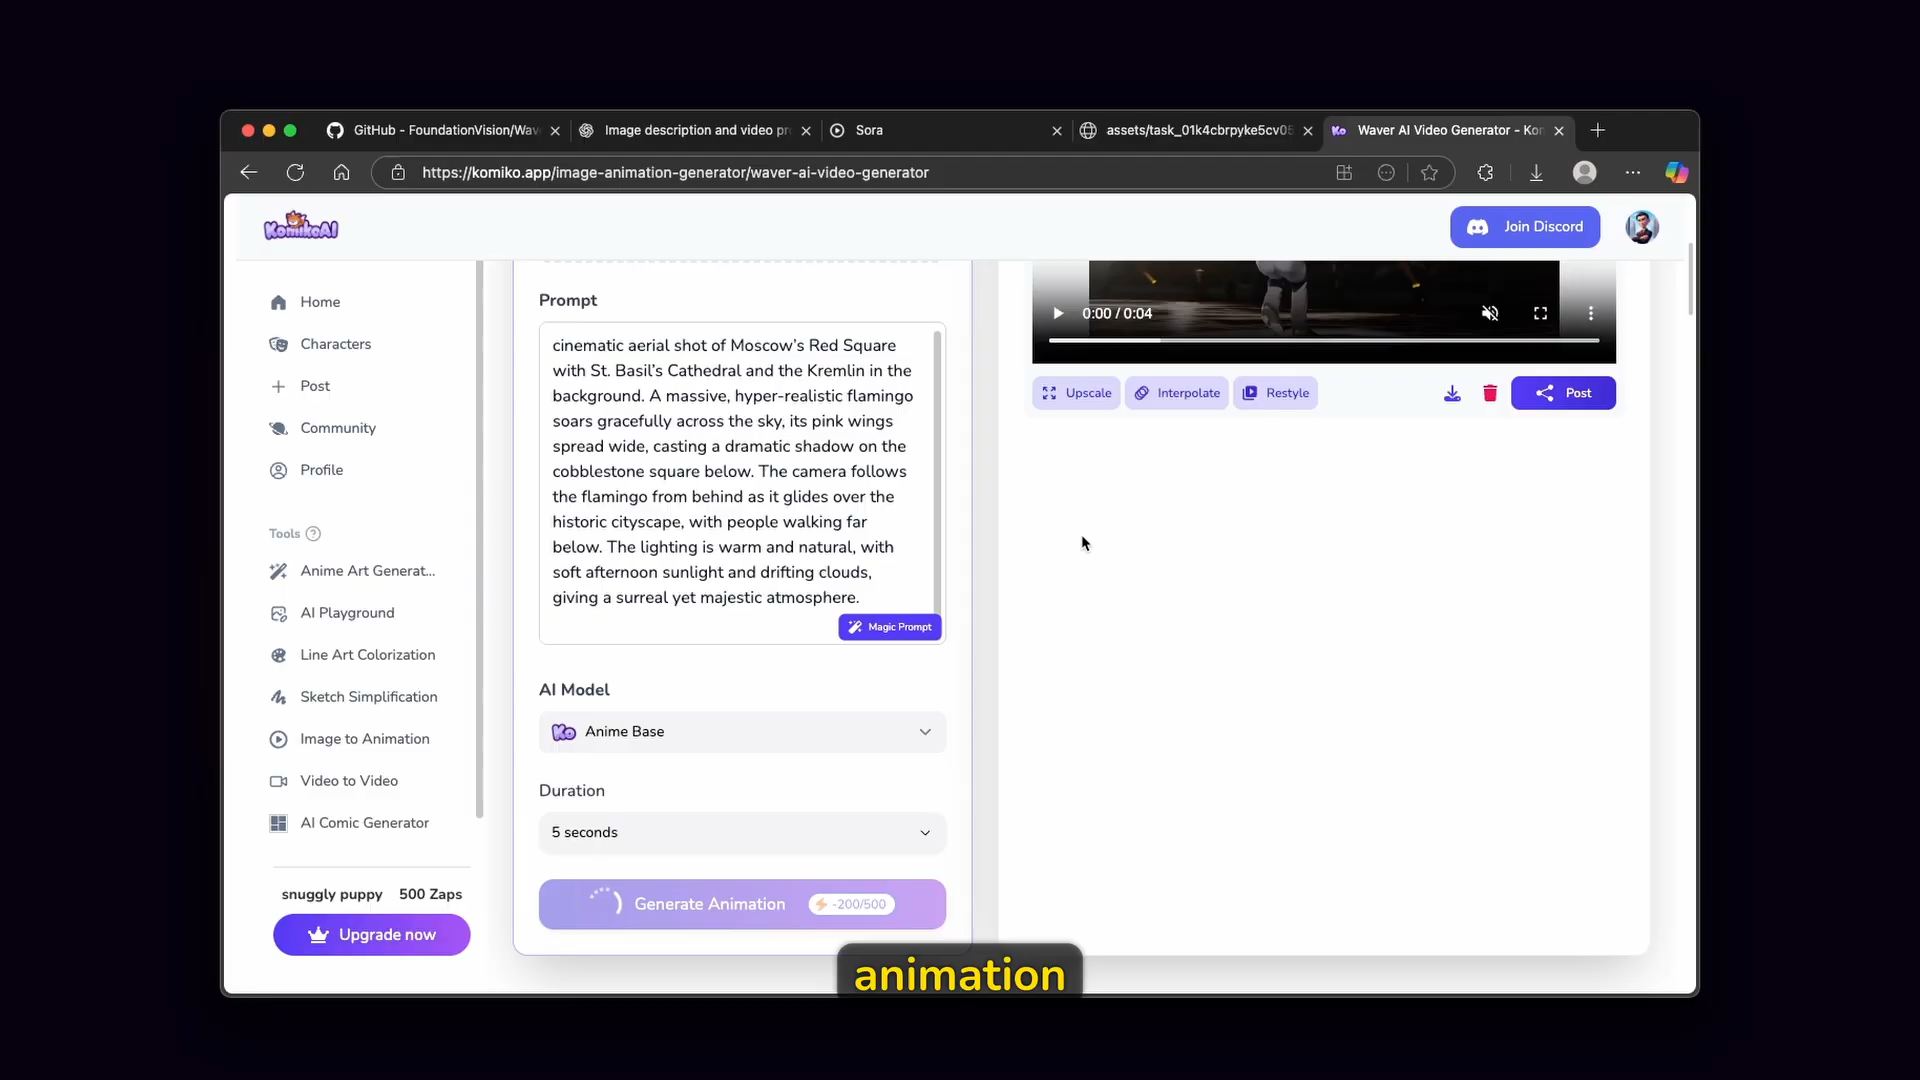 GitHub - FoundationVision/Wav
Image description and video pr
Sora
assets/task_01k4cbrpyke5cv05
Waver AI Video Generator - Kon
https://komiko.app/image-animation-generator/waver-ai-video-generator
KomikoAI
Join Discord
Home
Characters
Post
Community
Profile
Tools
Anime Art Generat...
AI Playground
Line Art Colorization
Sketch Simplification
Image to Animation
Video to Video
AI Comic Generator
snuggly puppy 500 Zaps
Upgrade now
Prompt
cinematic aerial shot of Moscow’s Red Square
with St. Basil’s Cathedral and the Kremlin in the
background. A massive, hyper-realistic flamingo
soars gracefully across the sky, its pink wings
spread wide, casting a dramatic shadow on the
cobblestone square below. The camera follows
the flamingo from behind as it glides over the
historic cityscape, with people walking far
below. The lighting is warm and natural, with
soft afternoon sunlight and drifting clouds,
giving a surreal yet majestic atmosphere.
Magic Prompt
AI Model
Ko Anime Base
Duration
5 seconds
Generate Animation -200/500
0:00 / 0:04
Upscale
Interpolate
Restyle
Post
animation